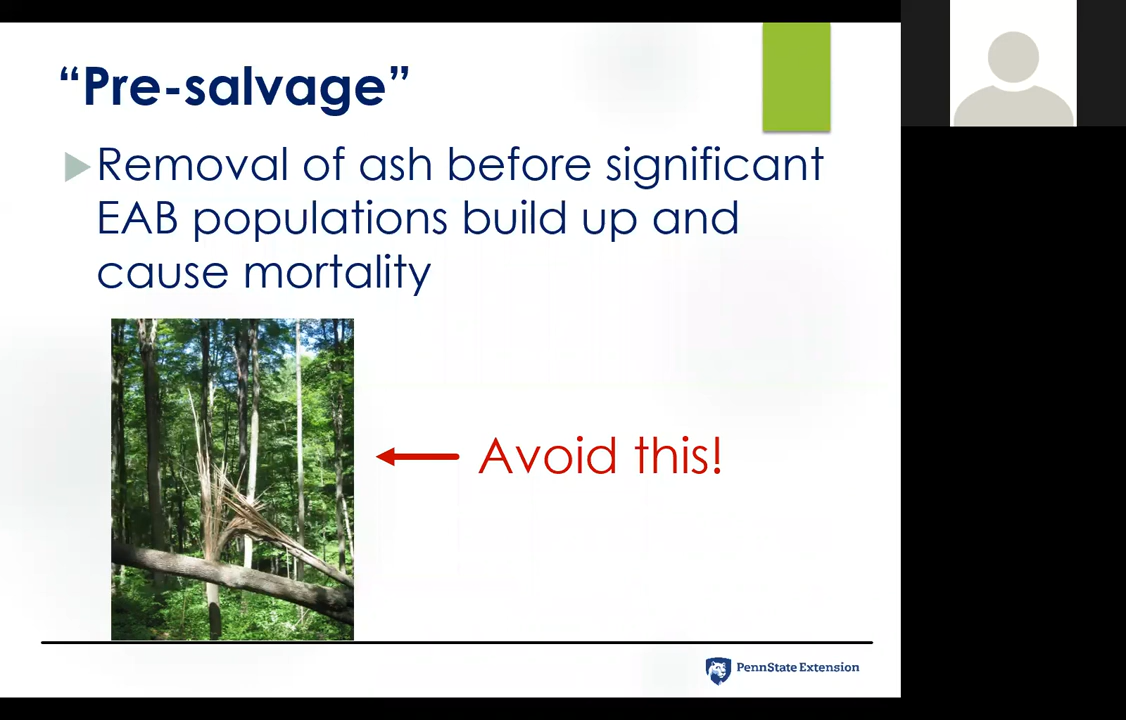 “Pre-salvage”
Removal of ash before significant
EAB populations build up and
cause mortality
Avoid this!
PennState Extension